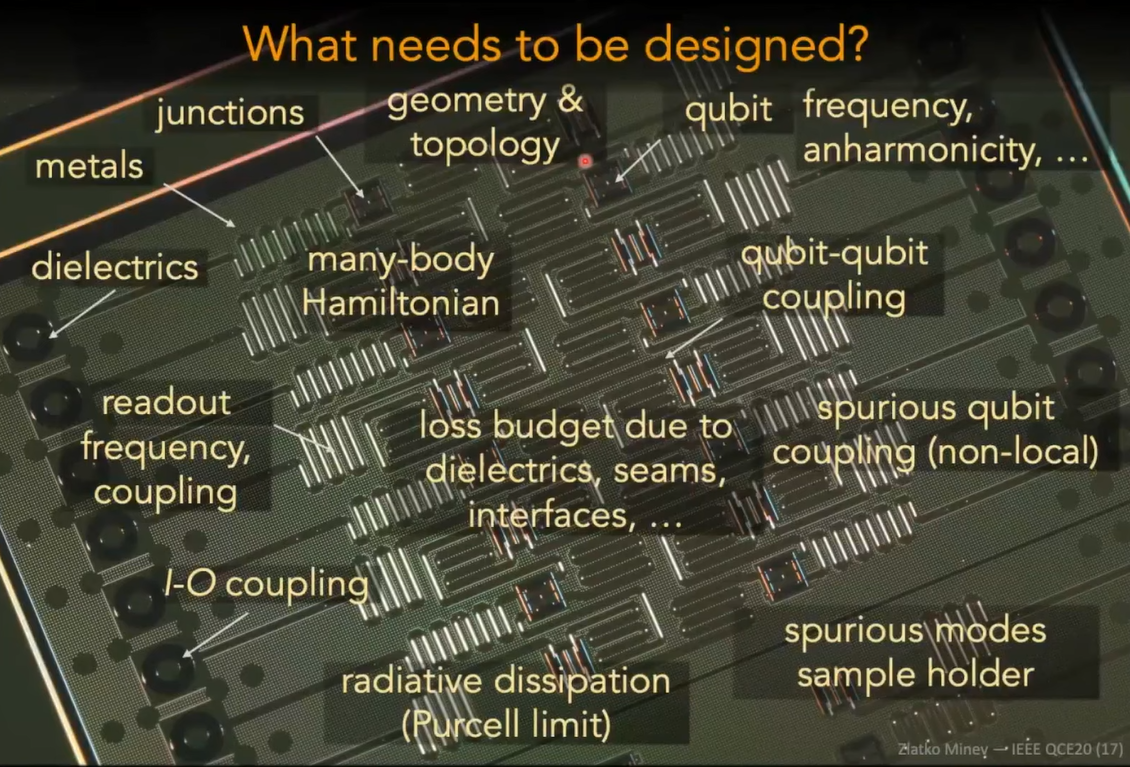 What needs to be designed?
junctions
geometry &
topology
qubit
frequency,
anharmonicity, ...
metals
dielectrics
many-body
Hamiltonian
qubit-qubit
coupling
readout
frequency,
coupling
loss budget due to
dielectrics, seams,
interfaces, ...
spurious qubit
coupling (non-local)
I-O coupling
radiative dissipation
(Purcell limit)
spurious modes
sample holder
Zlatko Minev — IEEE QCE20 (17)